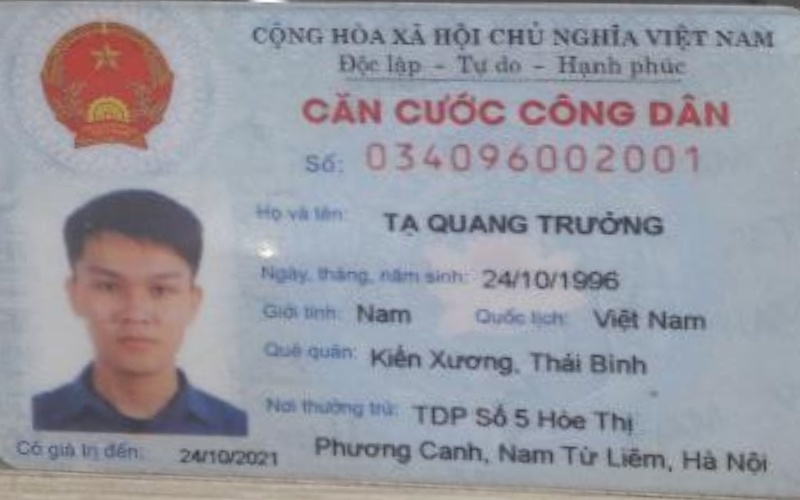 CỘNG HÒA XÃ HỘI CHỦ NGHĨA VIỆT NAM
Độc lập - Tự do - Hạnh phúc
CĂN CƯỚC CÔNG DÂN
Số: 034096002001
Họ và tên: TẠ QUANG TRƯỞNG
Ngày, tháng, năm sinh: 24/10/1996
Giới tính: Nam Quốc tịch: Việt Nam
Quê quán: Kiến Xương, Thái Bình
Nơi thường trú: TDP Số 5 Hòe Thị
Phương Canh, Nam Từ Liêm, Hà Nội
Có giá trị đến: 24/10/2021